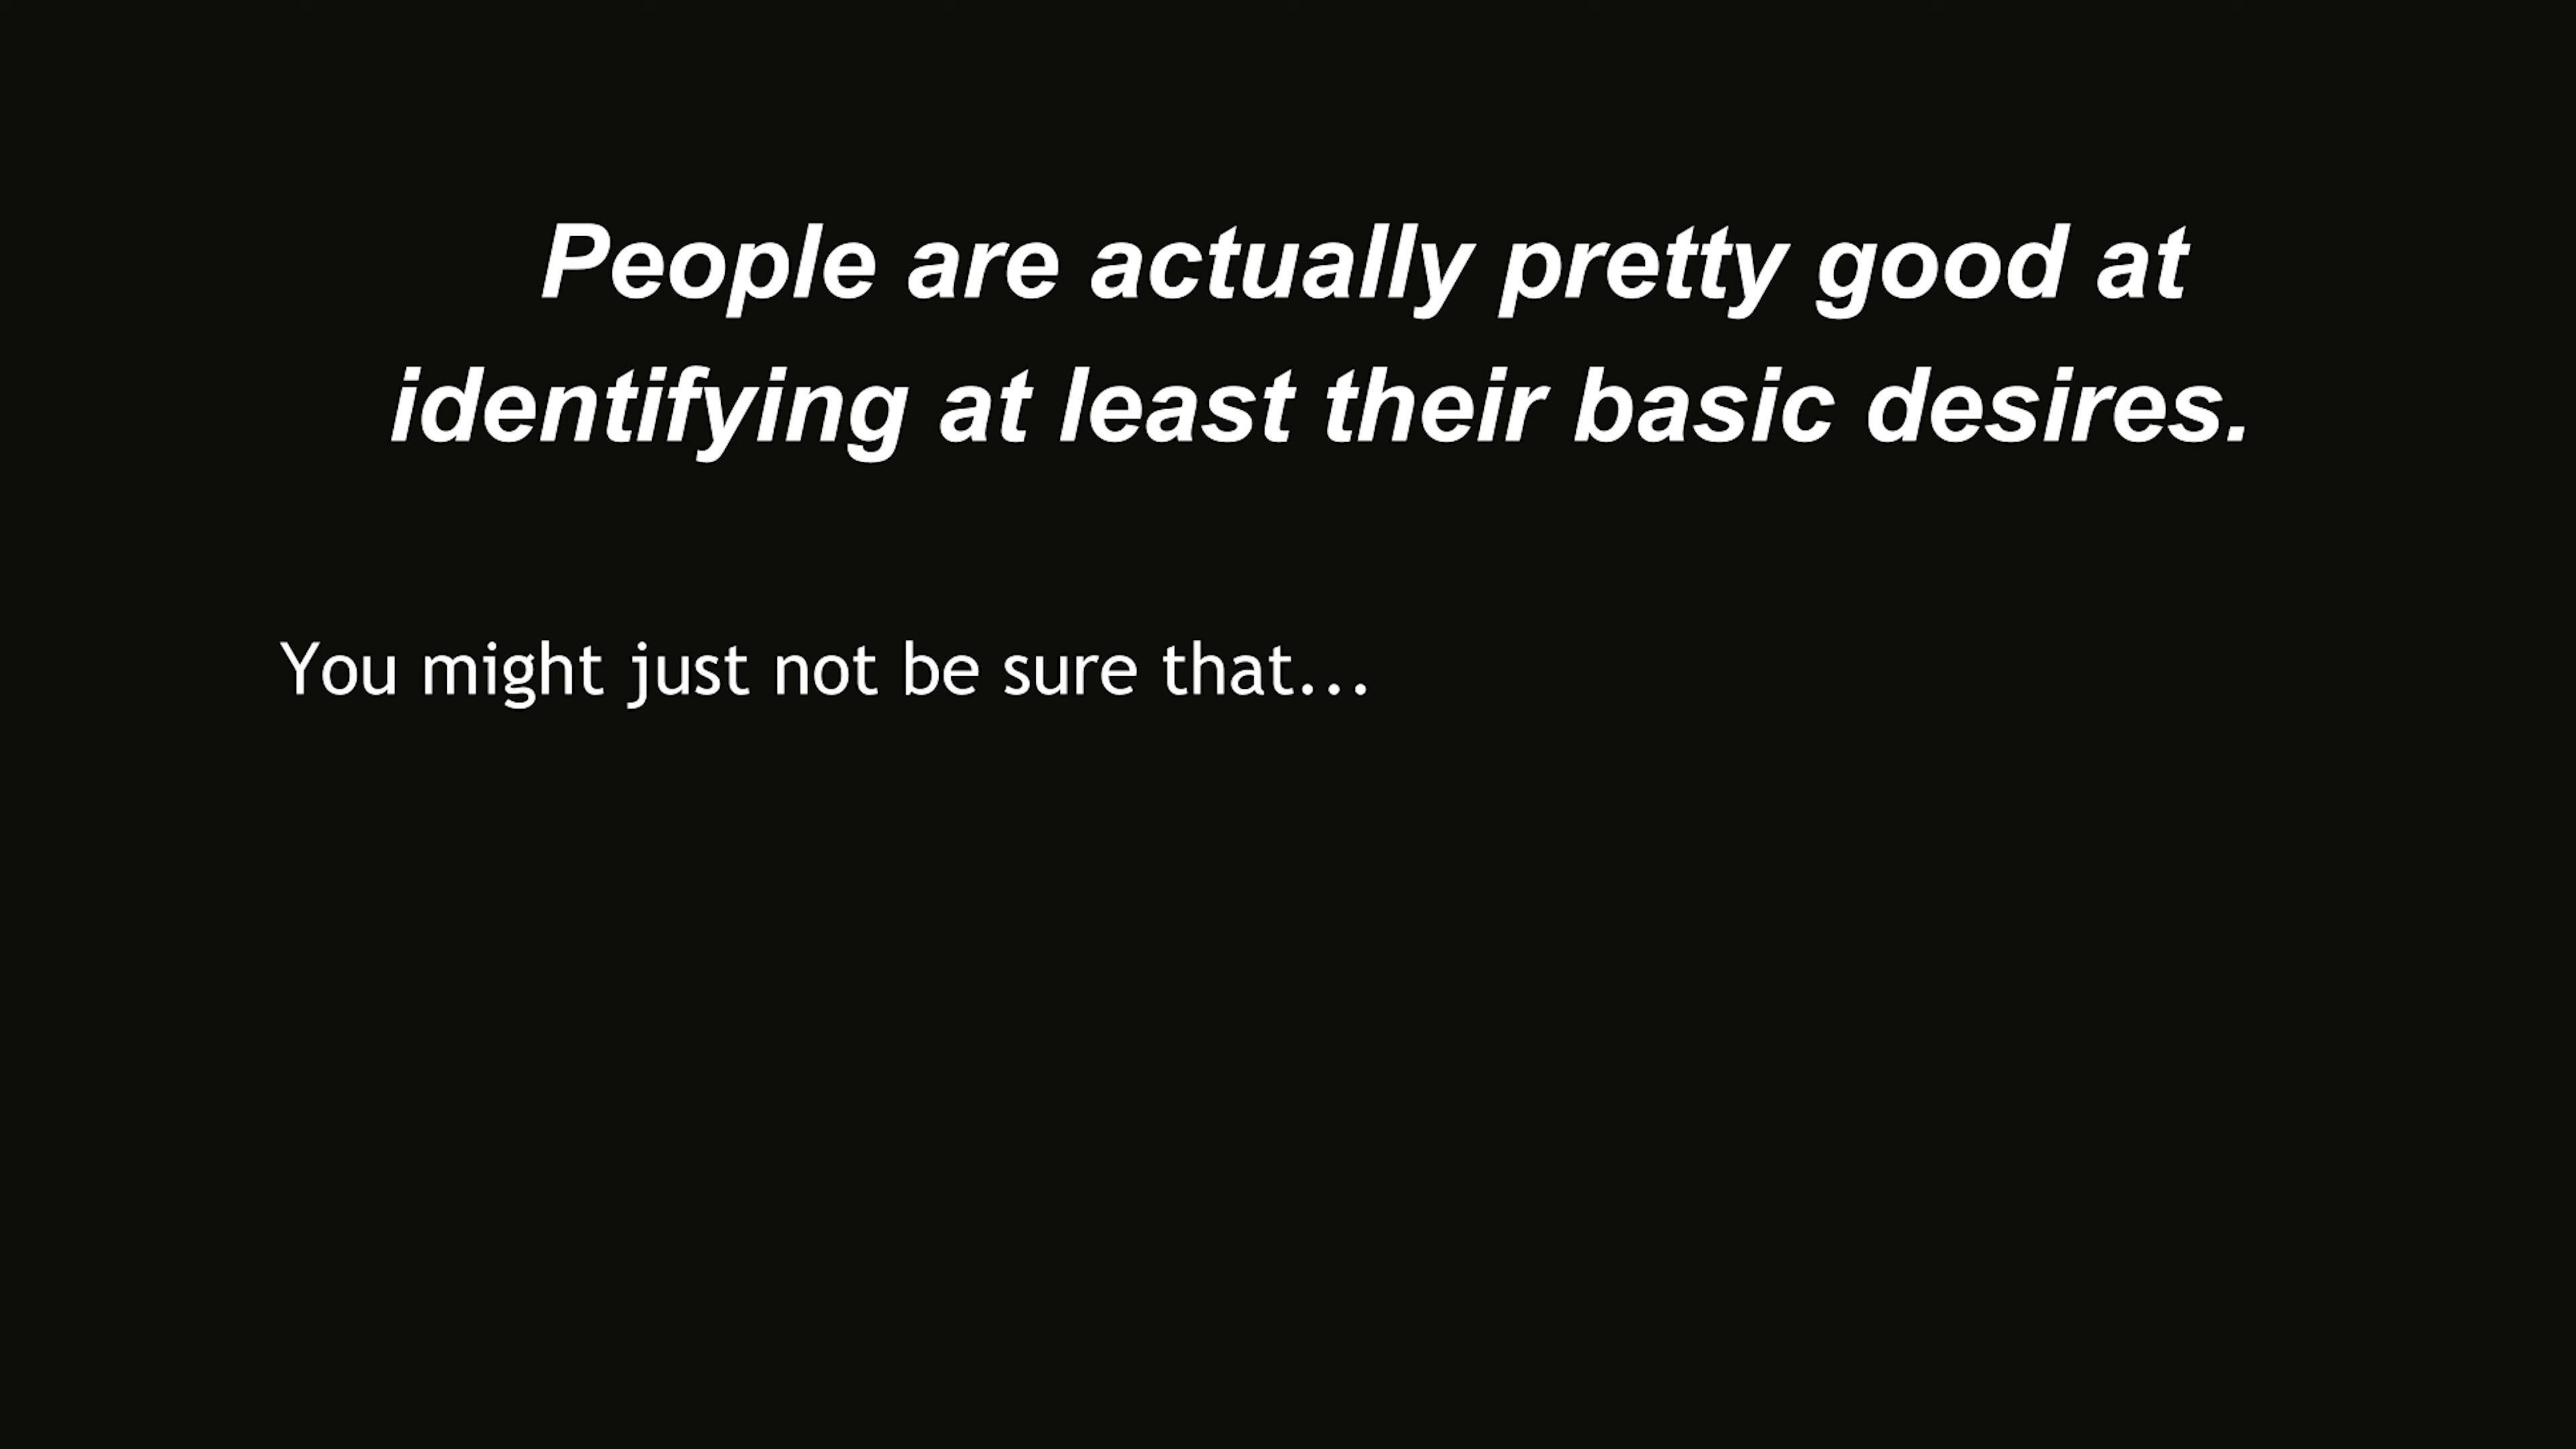 People are actually pretty good at
identifying at least their basic desires.
You might just not be sure that...